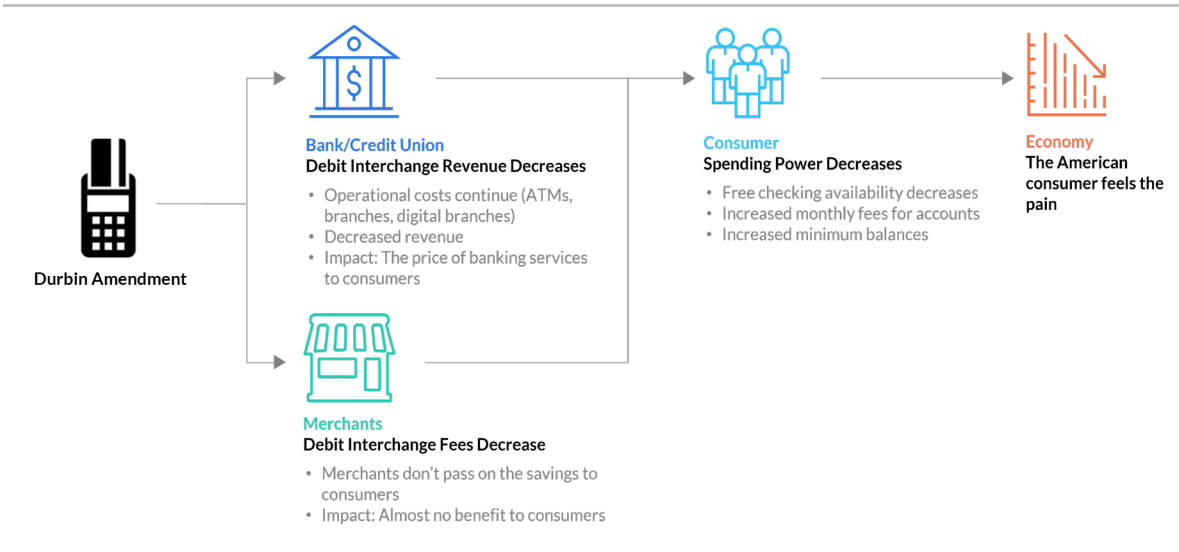 Durbin Amendment
Bank/Credit Union
Debit Interchange Revenue Decreases
• Operational costs continue (ATMs,
branches, digital branches)
• Decreased revenue
• Impact: The price of banking services
to consumers
Merchants
Debit Interchange Fees Decrease
• Merchants don’t pass on the savings to
consumers
• Impact: Almost no benefit to consumers
Consumer
Spending Power Decreases
• Free checking availability decreases
• Increased monthly fees for accounts
• Increased minimum balances
Economy
The American
consumer feels the
pain